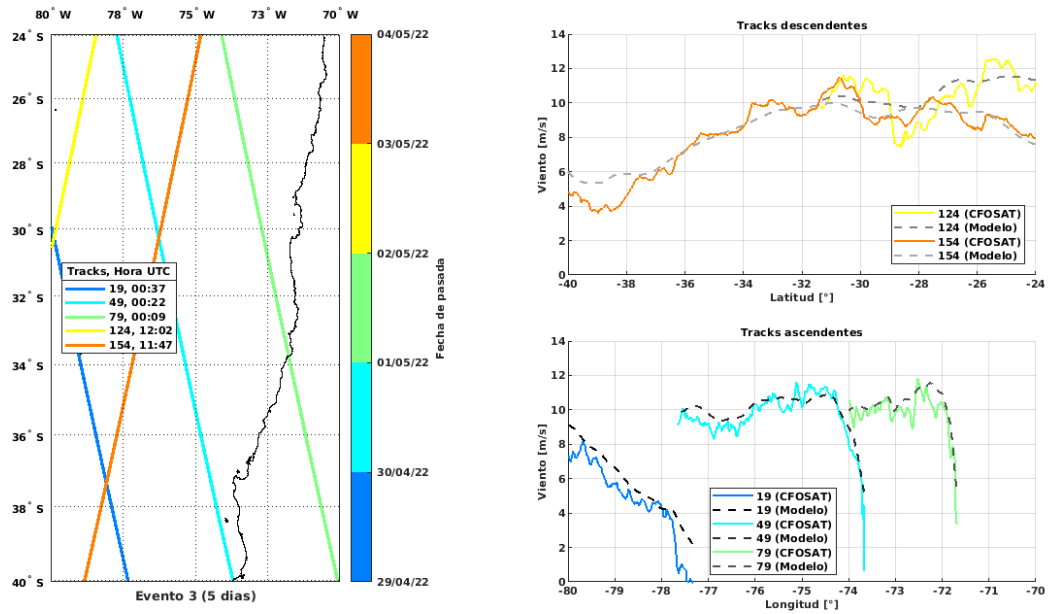 80° W 78° W 75° W 73° W 70° W
24° S
26° S
28° S
30° S
32° S
34° S
36° S
38° S
40° S
Tracks, Hora UTC
19, 00:37
49, 00:22
79, 00:09
124, 12:02
154, 11:47
Evento 3 (5 dias)
04/05/22
03/05/22
02/05/22
01/05/22
30/04/22
29/04/22
Fecha de pasada
Tracks descendentes
14
12
10
8
6
4
2
0
Viento [m/s]
124 (CFOSAT)
124 (Modelo)
154 (CFOSAT)
154 (Modelo)
-40 -38 -36 -34 -32 -30 -28 -26 -24
Latitud [°]
Tracks ascendentes
14
12
10
8
6
4
2
0
Viento [m/s]
19 (CFOSAT)
19 (Modelo)
49 (CFOSAT)
49 (Modelo)
79 (CFOSAT)
79 (Modelo)
-80 -79 -78 -77 -76 -75 -74 -73 -72 -71 -70
Longitud [°]